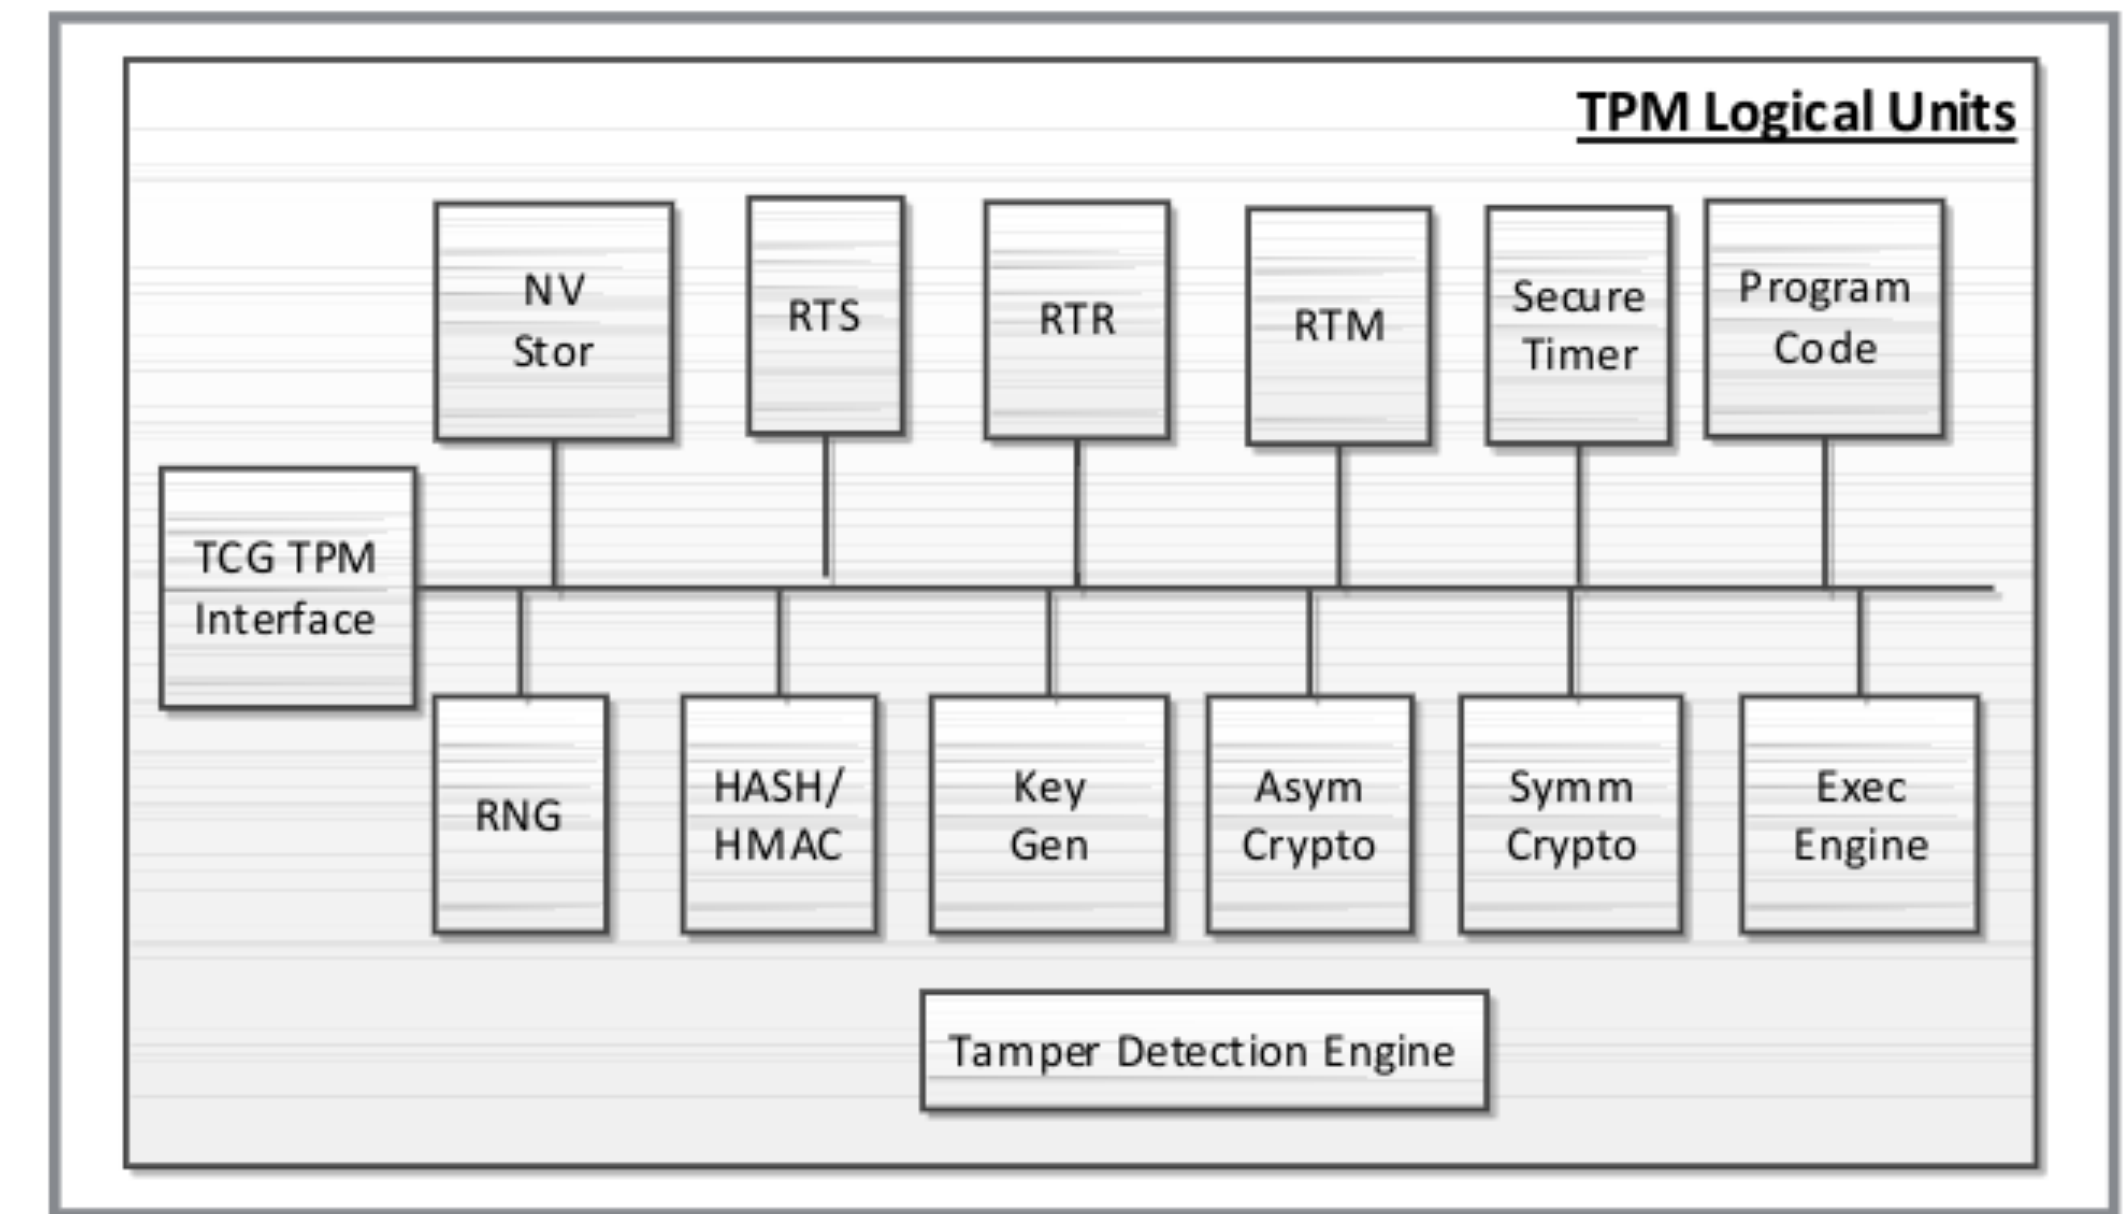 TPM Logical Units
NV
Stor
RTS
RTR
RTM
Secure
Timer
Program
Code
TCG TPM
Interface
RNG
HASH/
HMAC
Key
Gen
Asym
Crypto
Symm
Crypto
Exec
Engine
Tamper Detection Engine